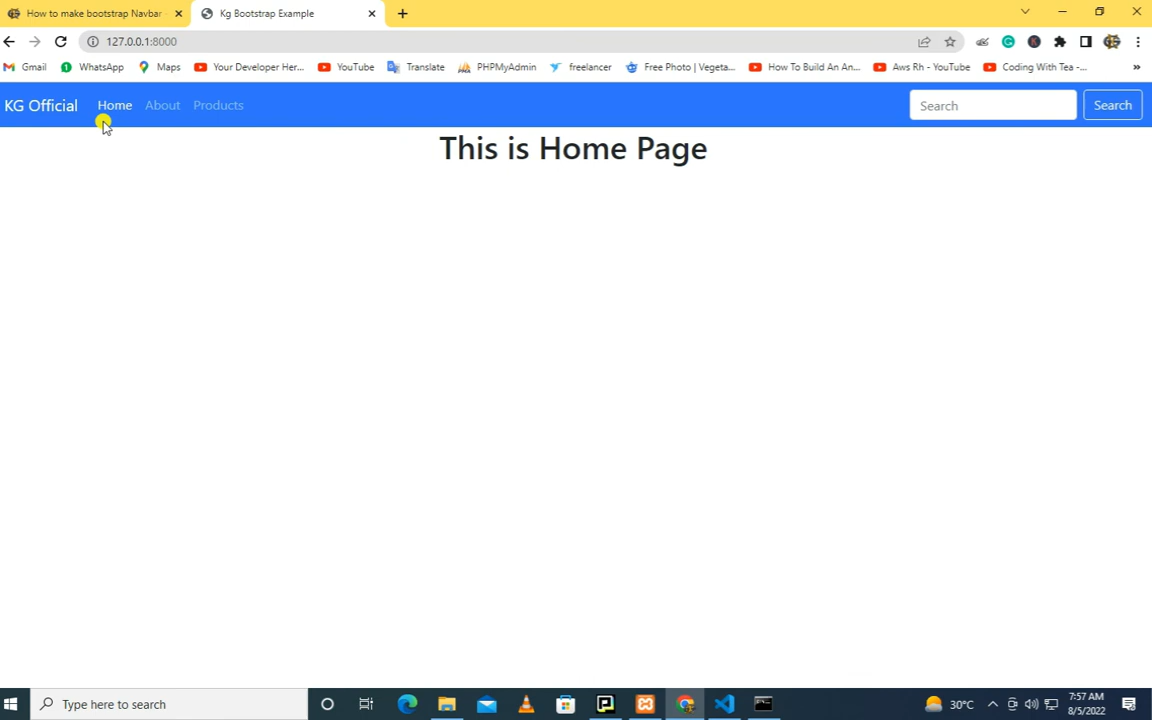 How to make bootstrap Navbar
Kg Bootstrap Example
127.0.0.1:8000
Gmail
WhatsApp
Maps
Your Developer Her...
YouTube
Translate
PHPMyAdmin
freelancer
Free Photo | Vegeta...
How To Build An An...
Aws Rh - YouTube
Coding With Tea -...
»
KG Official
Home
About
Products
Search
Search
This is Home Page
Type here to search
30°C
7:57 AM
8/5/2022